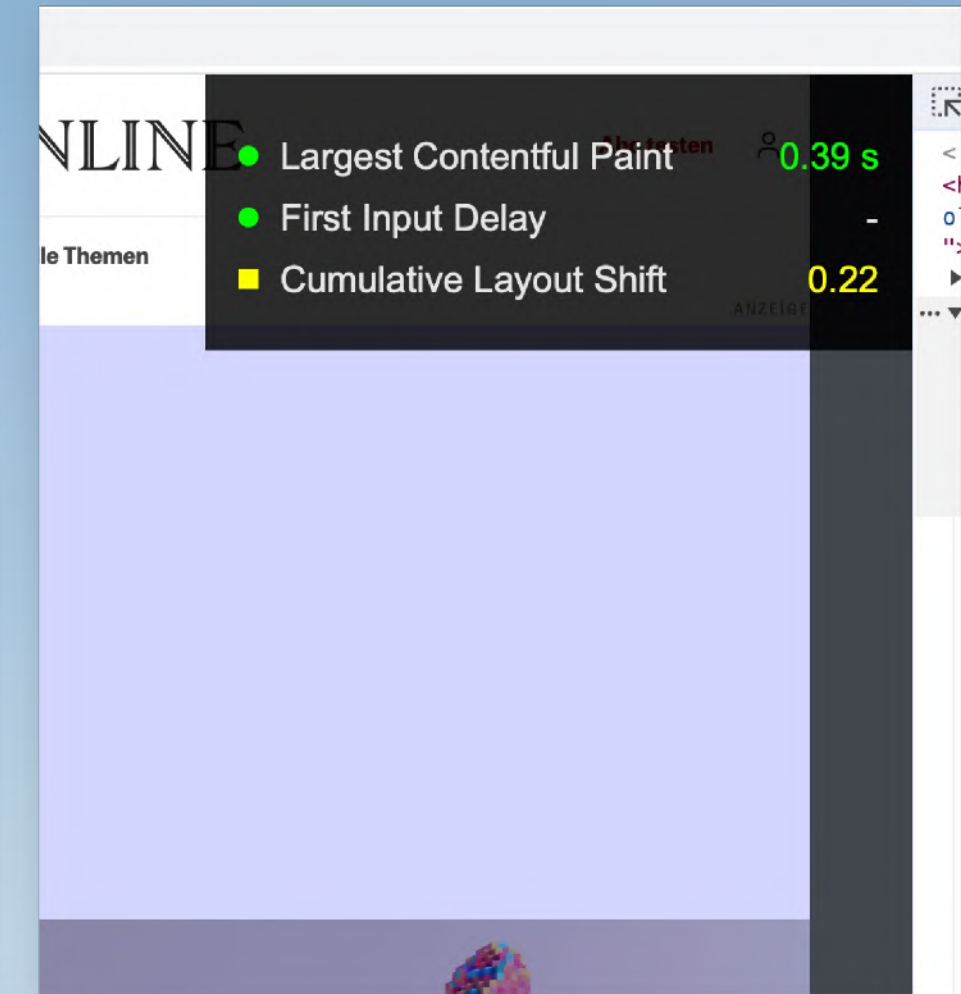 NLINE
Abo testen
Largest Contentful Paint 0.39 s
First Input Delay -
Cumulative Layout Shift 0.22
le Themen
ANZEIGE
<
<h
o
">
...